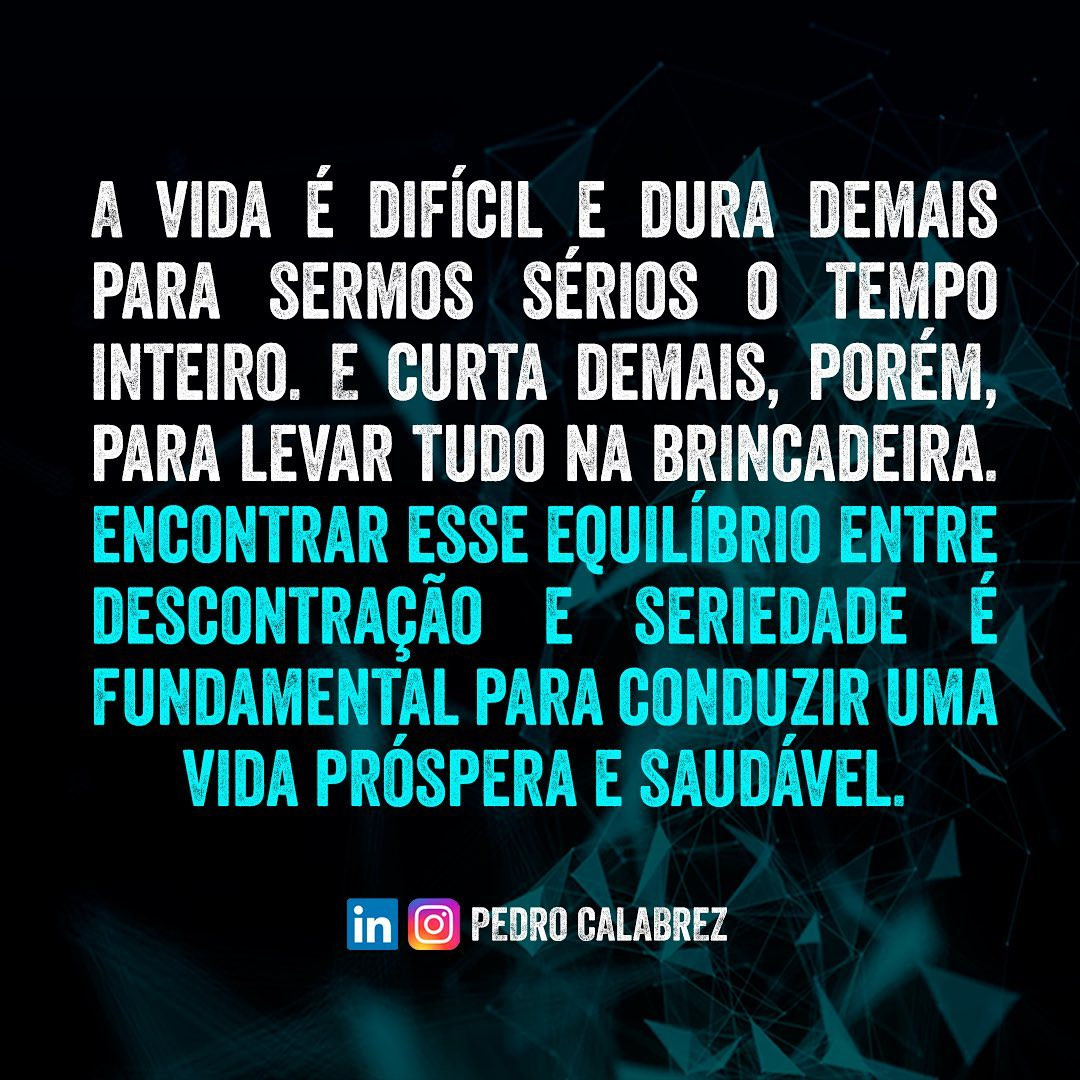 A VIDA É DIFÍCIL E DURA DEMAIS
PARA SERMOS SÉRIOS O TEMPO
INTEIRO. E CURTA DEMAIS, PORÉM,
PARA LEVAR TUDO NA BRINCADEIRA.
ENCONTRAR ESSE EQUILÍBRIO ENTRE
DESCONTRAÇÃO E SERIEDADE É
FUNDAMENTAL PARA CONDUZIR UMA
VIDA PRÓSPERA E SAUDÁVEL.
in PEDRO CALABREZ